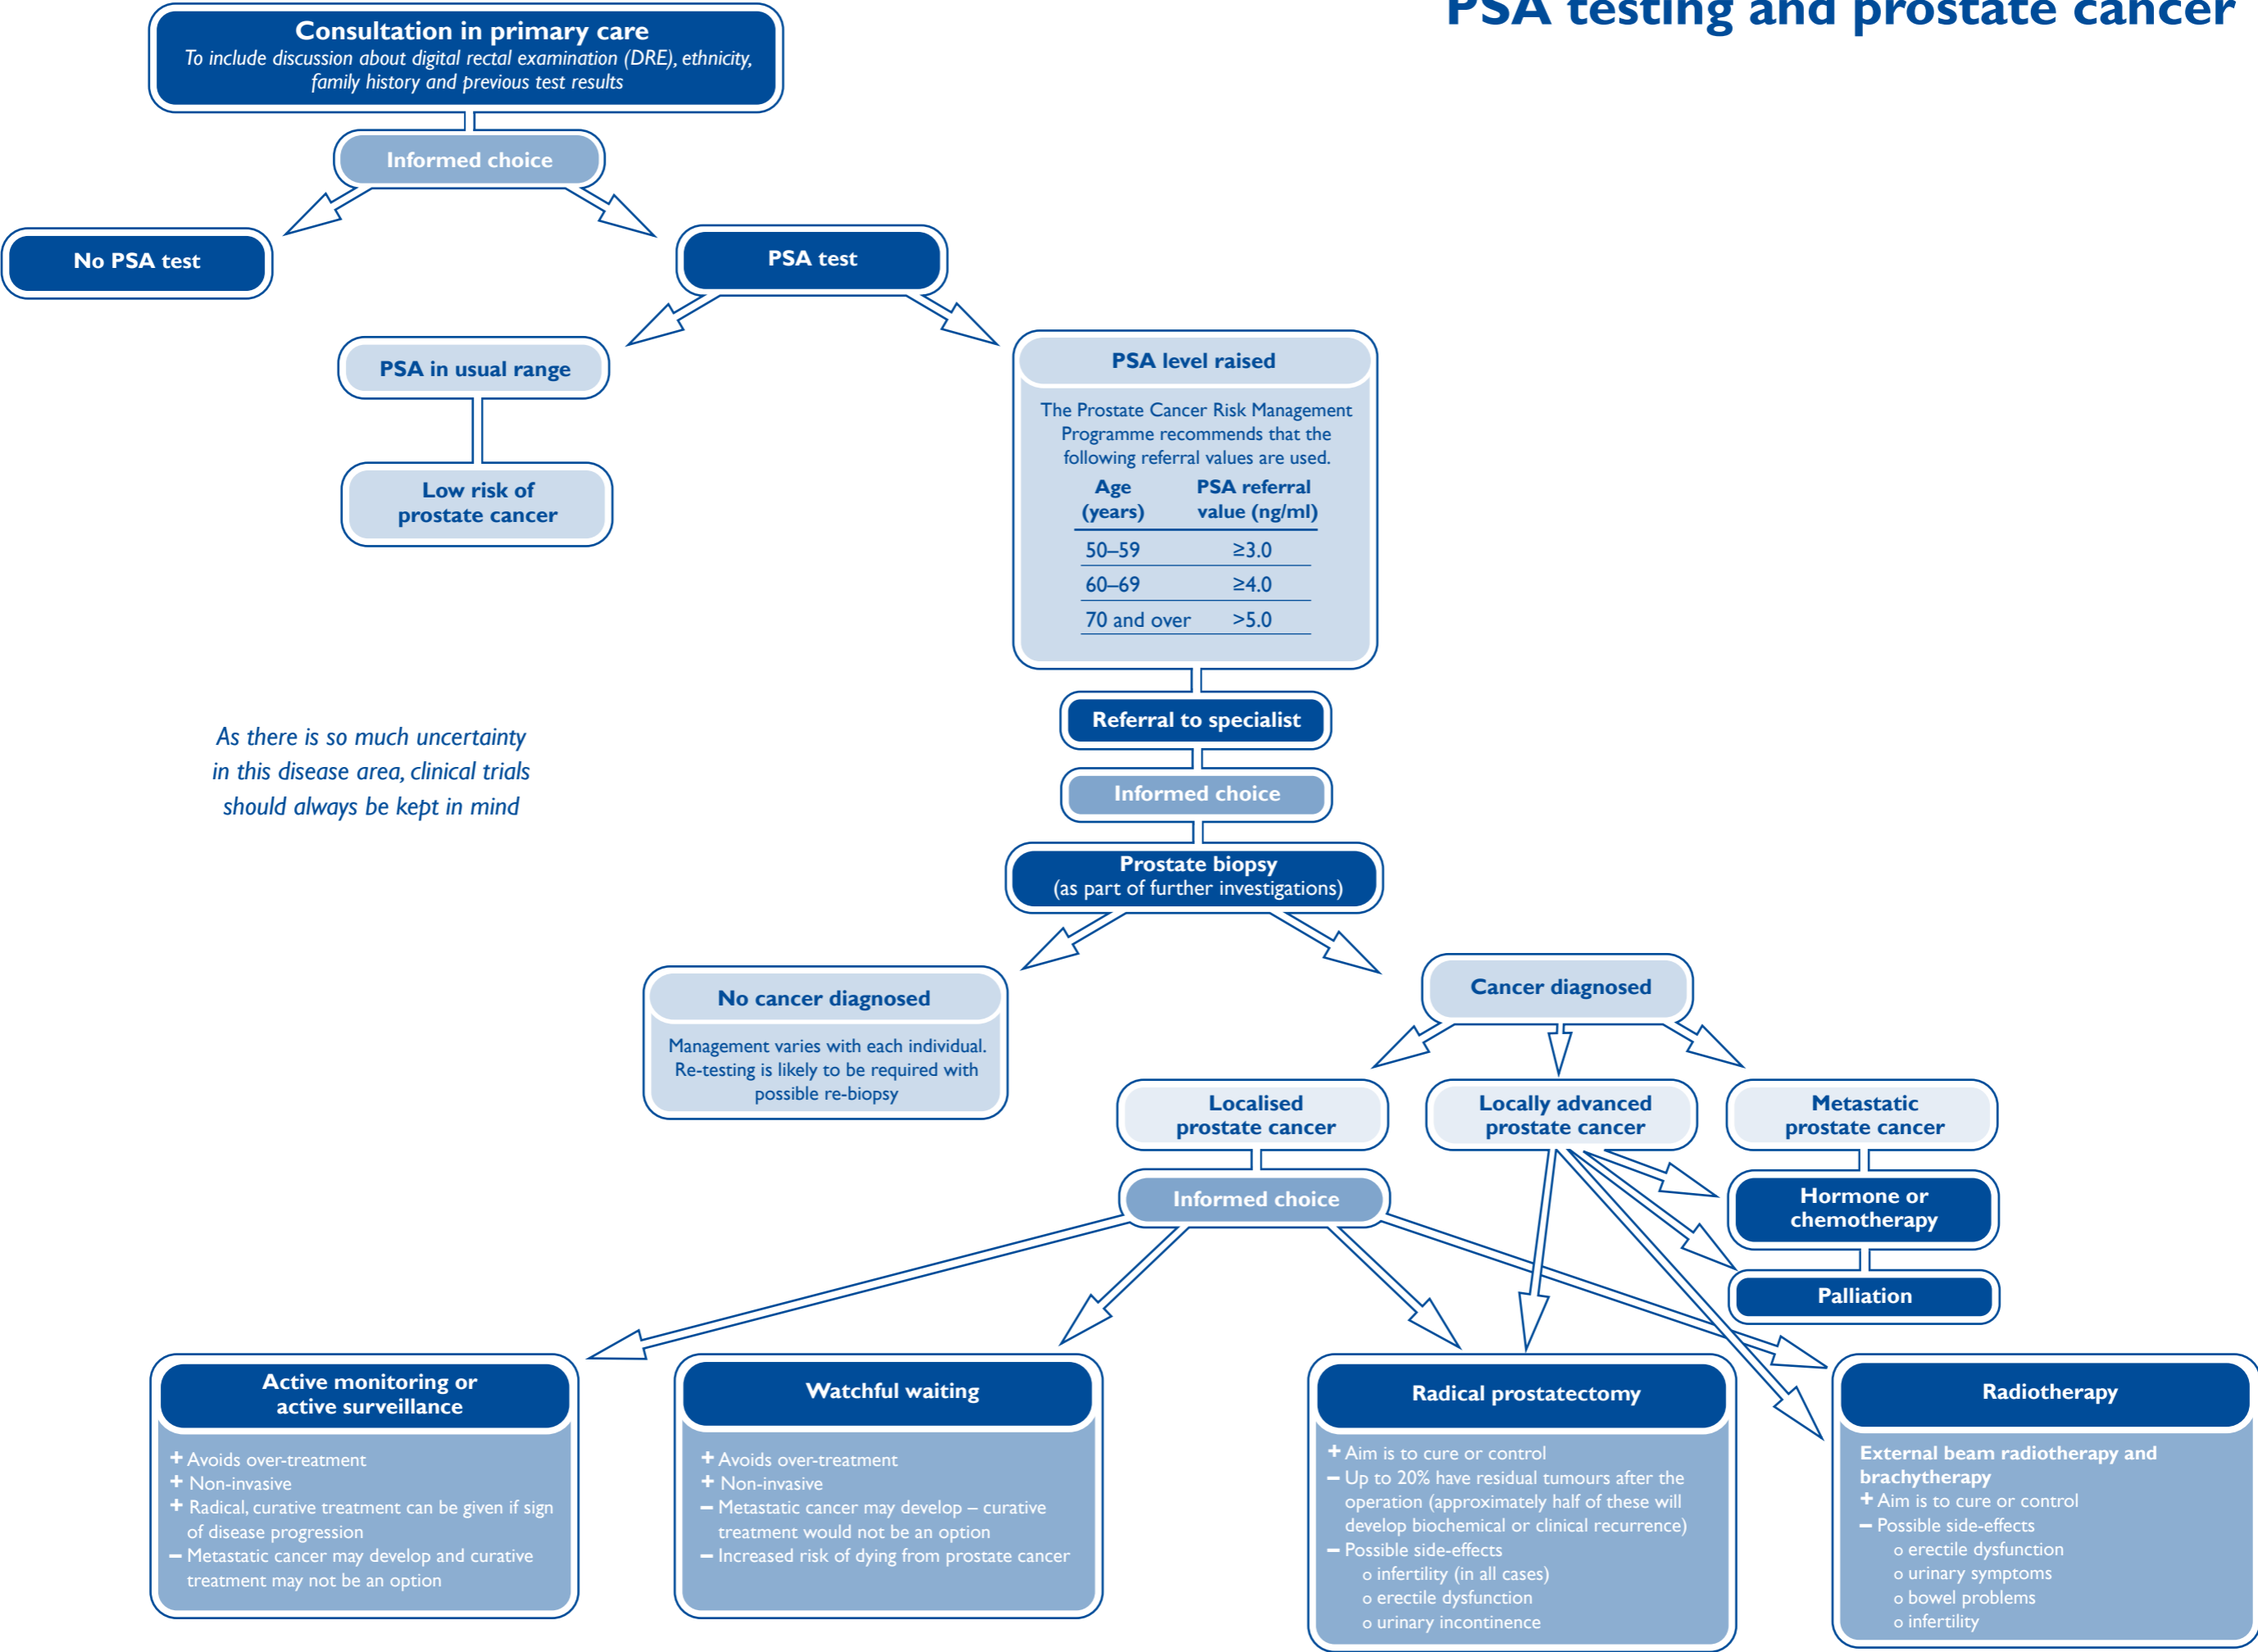 PSA testing and prostate cancer
Consultation in primary care
To include discussion about digital rectal examination (DRE), ethnicity,
family history and previous test results
Informed choice
No PSA test
PSA test
PSA in usual range
Low risk of
prostate cancer
PSA level raised
The Prostate Cancer Risk Management
Programme recommends that the
following referral values are used.
Age PSA referral
(years) value (ng/ml)
50–59 ≥3.0
60–69 ≥4.0
70 and over >5.0
As there is so much uncertainty
in this disease area, clinical trials
should always be kept in mind
Referral to specialist
Informed choice
Prostate biopsy
(as part of further investigations)
No cancer diagnosed
Management varies with each individual.
Re-testing is likely to be required with
possible re-biopsy
Cancer diagnosed
Localised
prostate cancer
Locally advanced
prostate cancer
Metastatic
prostate cancer
Informed choice
Hormone or
chemotherapy
Palliation
Active monitoring or
active surveillance
+ Avoids over-treatment
+ Non-invasive
+ Radical, curative treatment can be given if sign
of disease progression
– Metastatic cancer may develop and curative
treatment may not be an option
Watchful waiting
+ Avoids over-treatment
+ Non-invasive
– Metastatic cancer may develop – curative
treatment would not be an option
– Increased risk of dying from prostate cancer
Radical prostatectomy
+ Aim is to cure or control
– Up to 20% have residual tumours after the
operation (approximately half of these will
develop biochemical or clinical recurrence)
– Possible side-effects
o infertility (in all cases)
o erectile dysfunction
o urinary incontinence
Radiotherapy
External beam radiotherapy and
brachytherapy
+ Aim is to cure or control
– Possible side-effects
o erectile dysfunction
o urinary symptoms
o bowel problems
o infertility